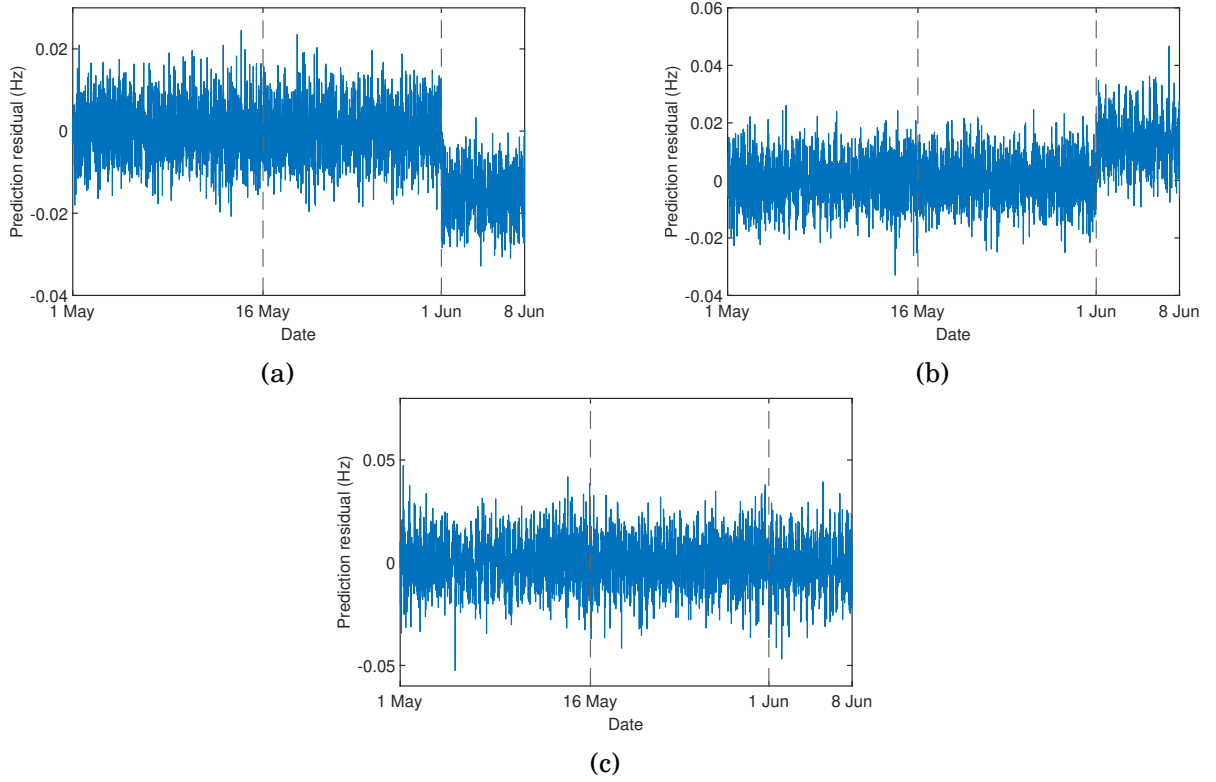 Prediction residual (Hz)
0.02
0
-0.02
-0.04
1 May
16 May
1 Jun
8 Jun
Date
(a)
Prediction residual (Hz)
0.06
0.04
0.02
0
-0.02
-0.04
1 May
16 May
1 Jun
8 Jun
Date
(b)
Prediction residual (Hz)
0.05
0
-0.05
1 May
16 May
1 Jun
8 Jun
Date
(c)